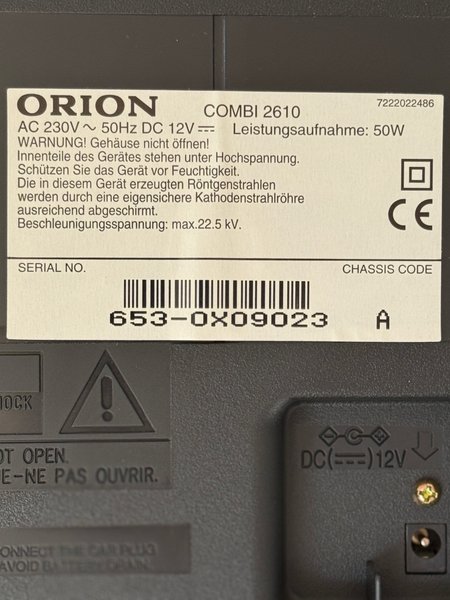 ORION COMBI 2610 7222022486
AC 230V ~ 50Hz DC 12V ⎓ Leistungsaufnahme: 50W
WARNUNG! Gehäuse nicht öffnen!
Innenteile des Gerätes stehen unter Hochspannung.
Schützen Sie das Gerät vor Feuchtigkeit.
Die in diesem Gerät erzeugten Röntgenstrahlen
werden durch eine eigensichere Kathodenstrahlröhre
ausreichend abgeschirmt.
Beschleunigungsspannung: max.22.5 kV.
CE
SERIAL NO. CHASSIS CODE
653-0X09023 A
HOCK
OT OPEN.
E-NE PAS OUVRIR.
DC(⎓)12V
CONNECT THE CAR PLUG
AVOID BATTERY DRAIN